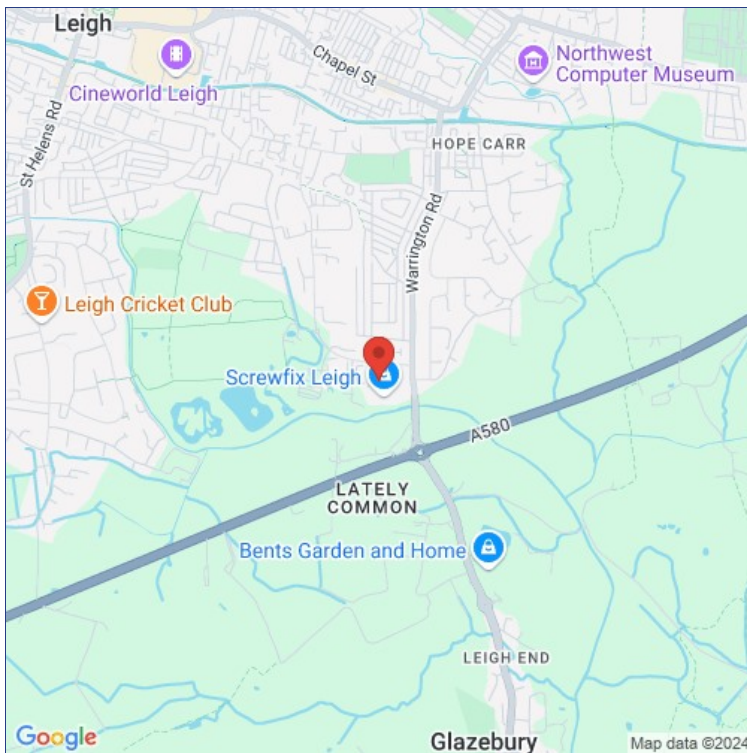 Leigh
Cineworld Leigh
Chapel St
Northwest
Computer Museum
HOPE CARR
St Helens Rd
Warrington Rd
Leigh Cricket Club
Screwfix Leigh
A580
LATELY
COMMON
Bents Garden and Home
LEIGH END
Glazebury
Google
Map data ©2024